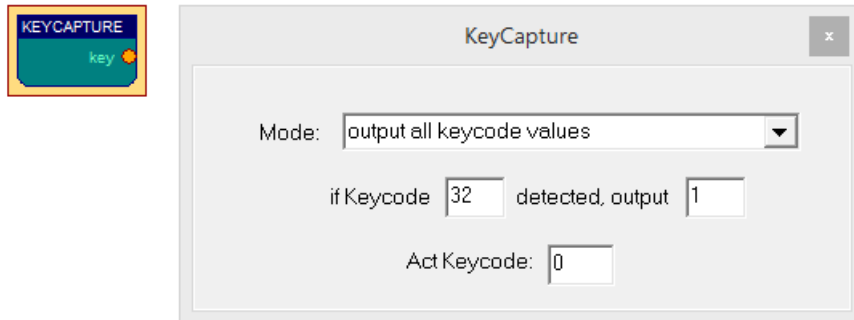 KEYCAPTURE
key
KeyCapture
x
Mode: output all keycode values
if Keycode 32 detected, output 1
Act Keycode: 0